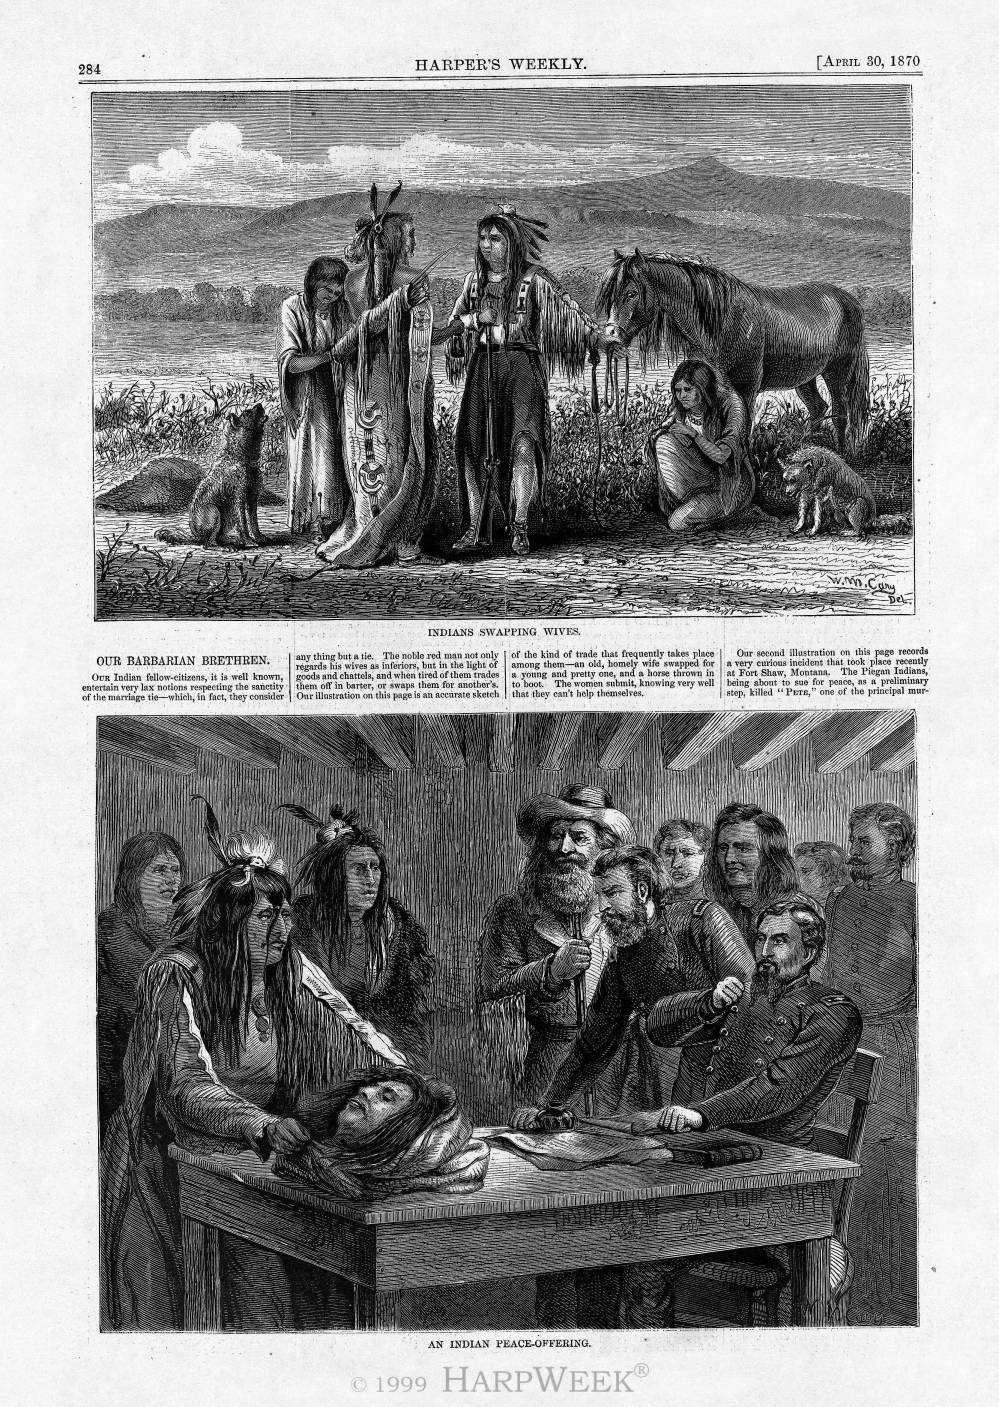 284
HARPER'S WEEKLY.
[APRIL 30, 1870
W. M. Cary
Del.
INDIANS SWAPPING WIVES.
OUR BARBARIAN BRETHREN.
OUR Indian fellow-citizens, it is well known,
entertain very lax notions respecting the sanctity
of the marriage tie—which, in fact, they consider
any thing but a tie. The noble red man not only
regards his wives as inferiors, but in the light of
goods and chattels, and when tired of them trades
them off in barter, or swaps them for another's.
Our illustration on this page is an accurate sketch
of the kind of trade that frequently takes place
among them—an old, homely wife swapped for
a young and pretty one, and a horse thrown in
to boot. The women submit, knowing very well
that they can't help themselves.
Our second illustration on this page records
a very curious incident that took place recently
at Fort Shaw, Montana. The Piegan Indians,
being about to sue for peace, as a preliminary
step, killed "PETE," one of the principal mur-
AN INDIAN PEACE-OFFERING.
© 1999 HARPWEEK®